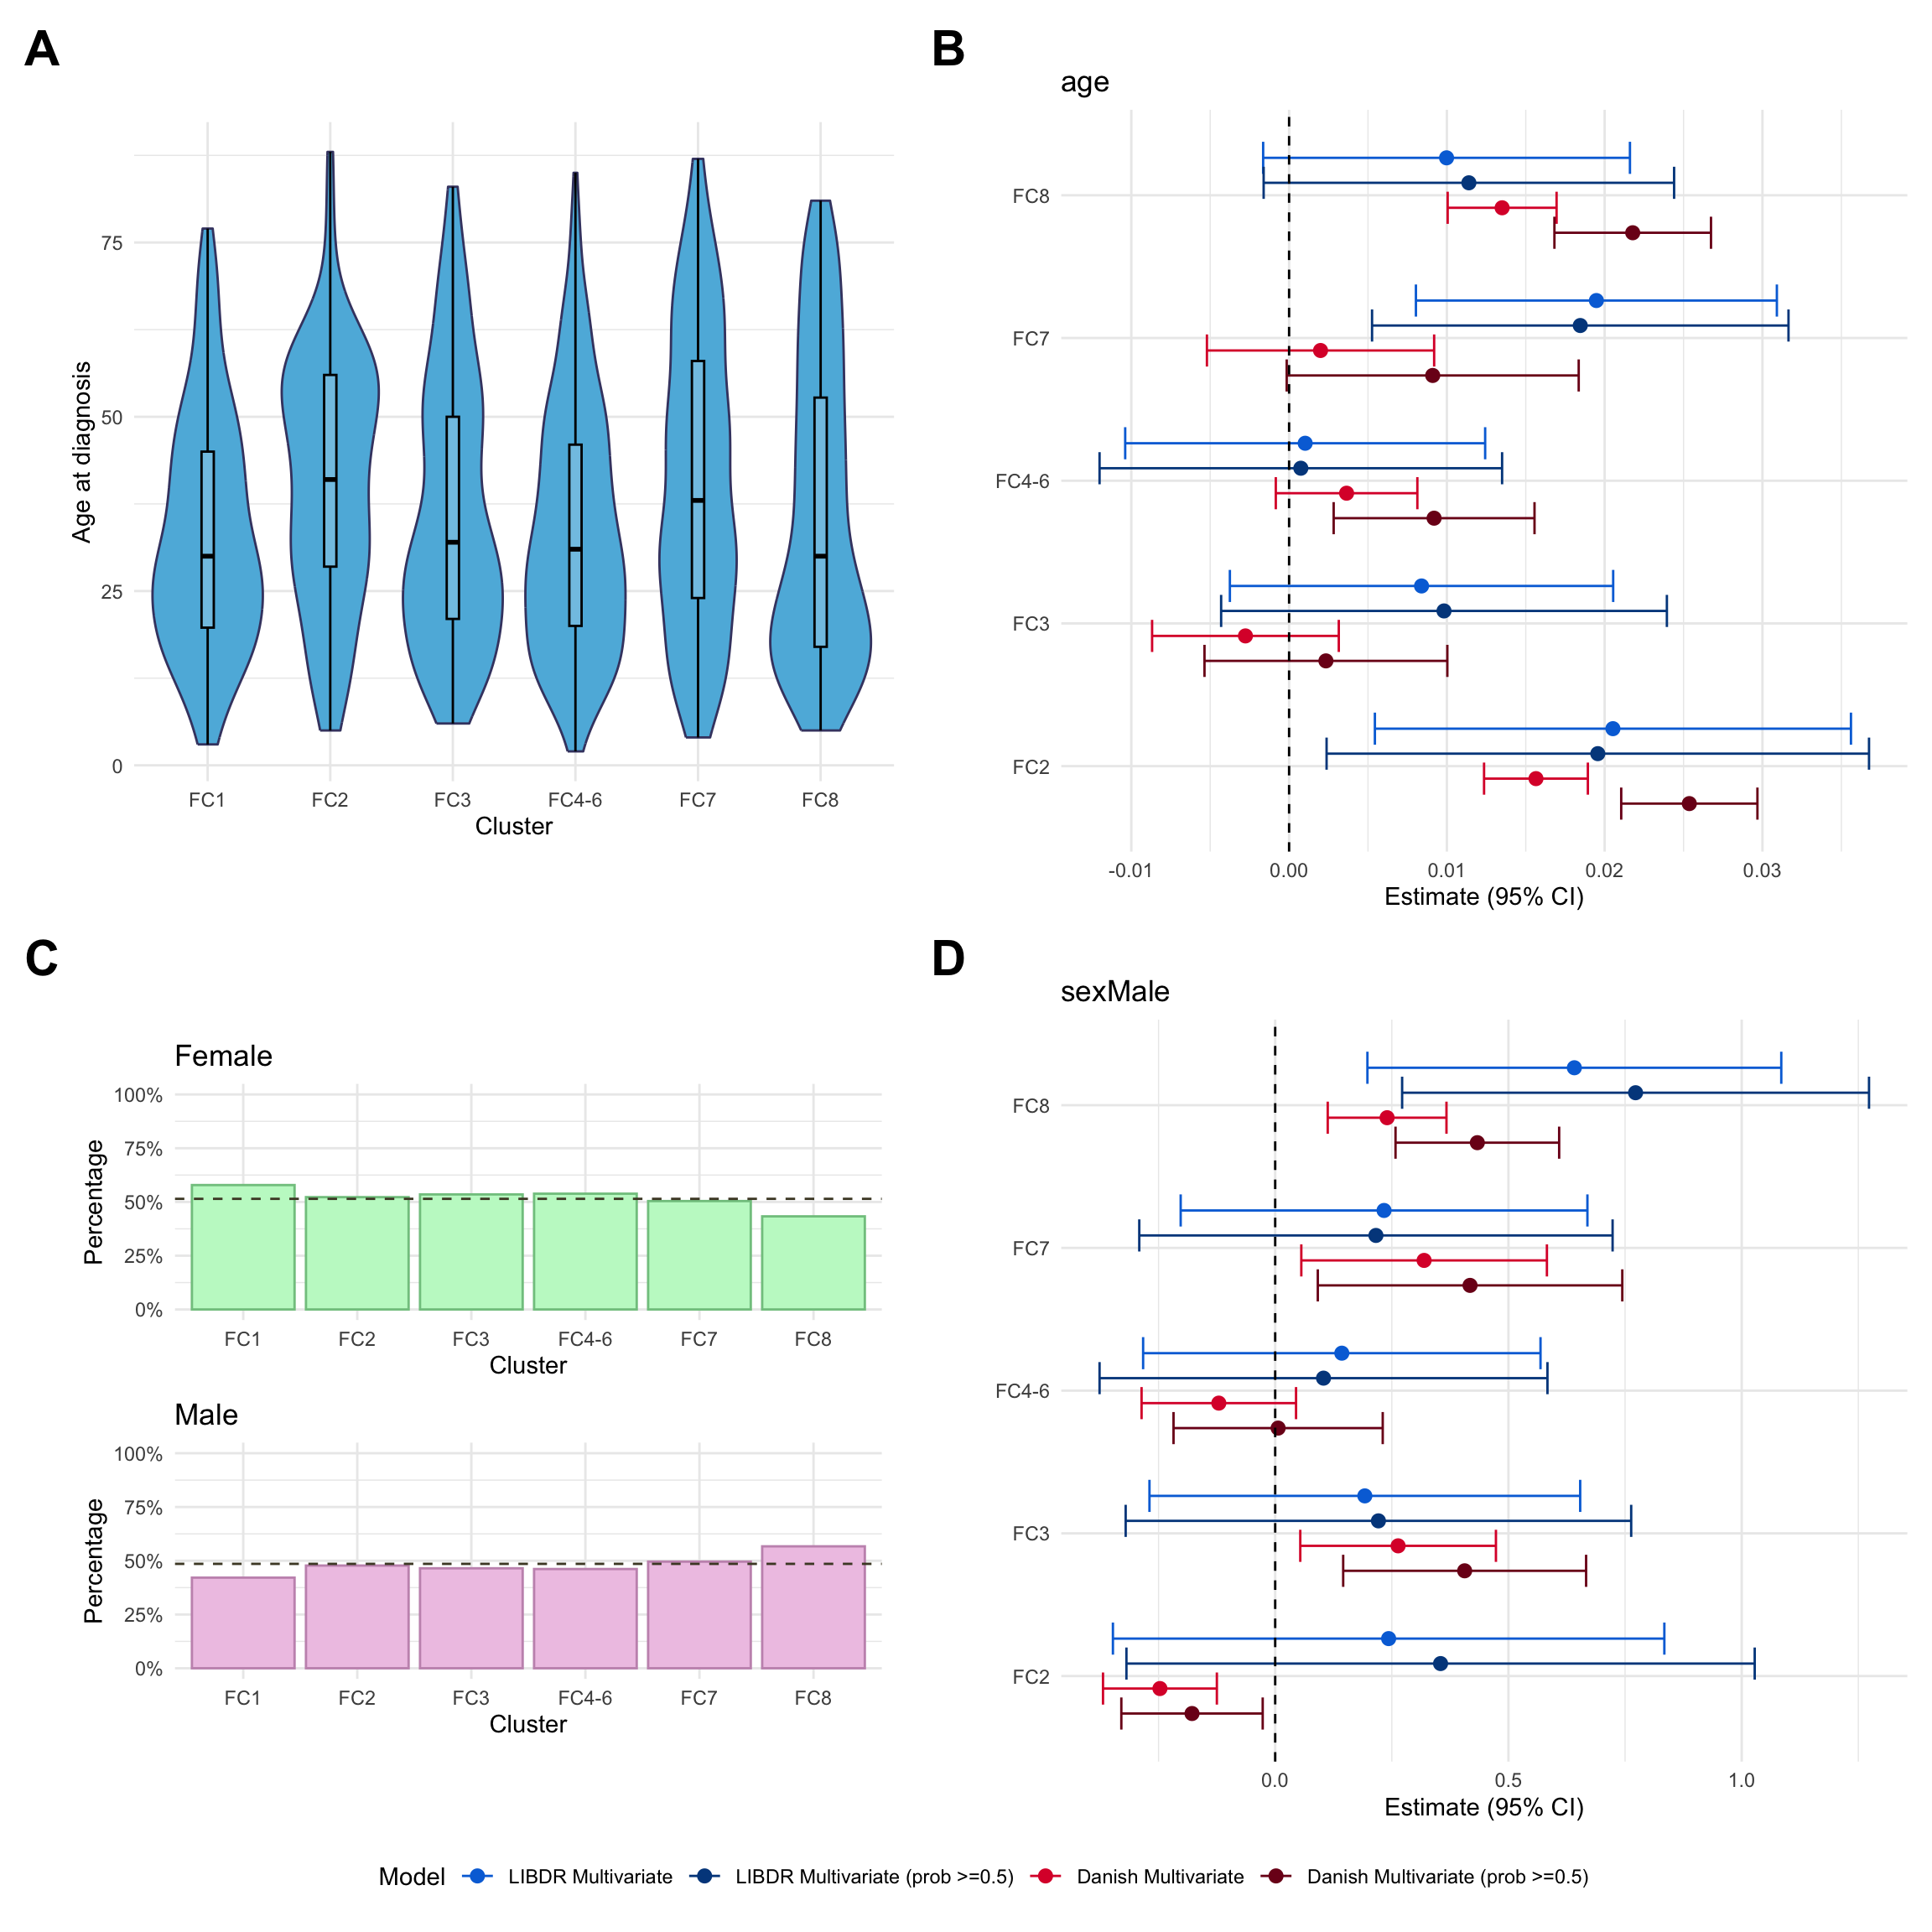 A
75
50
25
0
Age at diagnosis
FC1 FC2 FC3 FC4-6 FC7 FC8
Cluster
B
age
FC8
FC7
FC4-6
FC3
FC2
-0.01 0.00 0.01 0.02 0.03
Estimate (95% CI)
C
Female
100%
75%
50%
25%
0%
Percentage
FC1 FC2 FC3 FC4-6 FC7 FC8
Cluster
Male
100%
75%
50%
25%
0%
Percentage
FC1 FC2 FC3 FC4-6 FC7 FC8
Cluster
D
sexMale
FC8
FC7
FC4-6
FC3
FC2
0.0 0.5 1.0
Estimate (95% CI)
Model LIBDR Multivariate LIBDR Multivariate (prob >=0.5) Danish Multivariate Danish Multivariate (prob >=0.5)